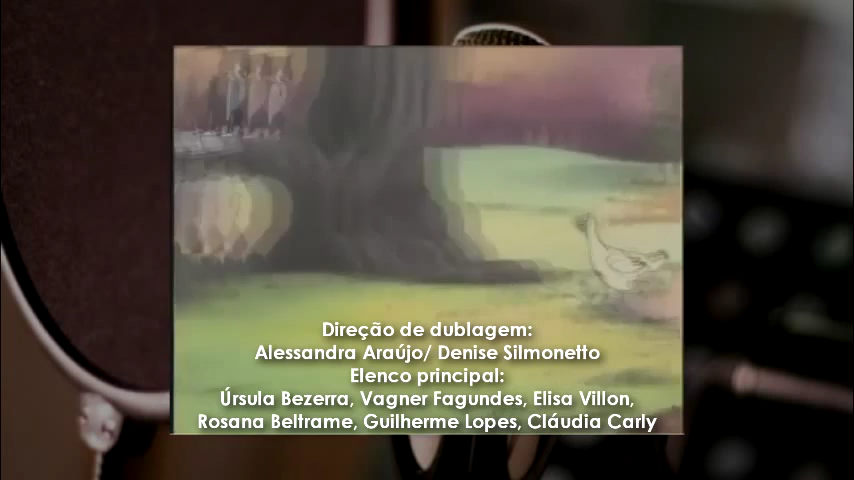 Direção de dublagem:
Alessandra Araújo/ Denise Silmonetto
Elenco principal:
Úrsula Bezerra, Vagner Fagundes, Elisa Villon,
Rosana Beltrame, Guilherme Lopes, Cláudia Carly